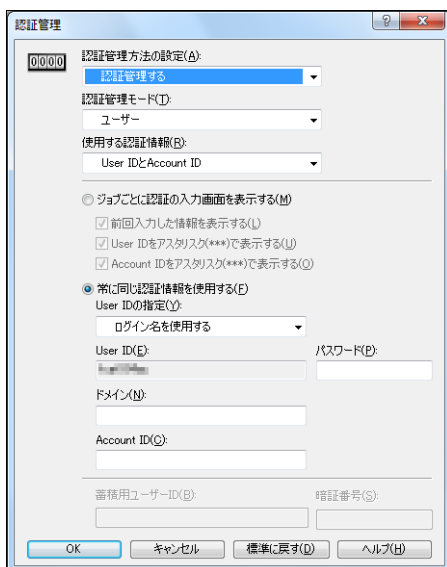 認証管理
0000
認証管理方法の設定(A):
認証管理する
認証管理モード(T):
ユーザー
使用する認証情報(R):
User IDとAccount ID
ジョブごとに認証の入力画面を表示する(M)
前回入力した情報を表示する(L)
User IDをアスタリスク(***)で表示する(U)
Account IDをアスタリスク(***)で表示する(O)
常に同じ認証情報を使用する(F)
User IDの指定(Y):
ログイン名を使用する
User ID(E): パスワード(P):
ドメイン(N):
Account ID(C):
蓄積用ユーザーID(B): 暗証番号(S):
OK キャンセル 標準に戻す(D) ヘルプ(H)